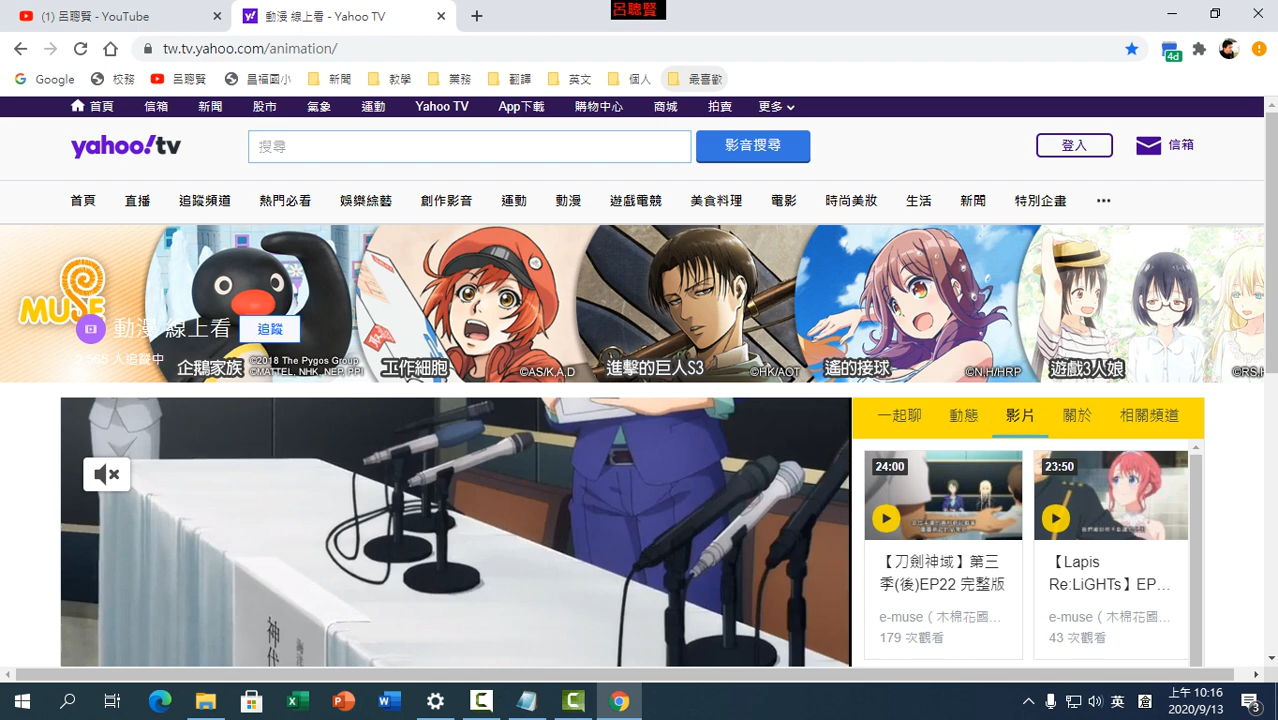 (1) 呂聰賢 - YouTube
動漫 線上看 - Yahoo TV
呂聰賢
tw.tv.yahoo.com/animation/
4d
Google
校務
呂聰賢
昌福國小
新聞
教學
業務
翻譯
英文
個人
最喜歡
首頁
信箱
新聞
股市
氣象
運動
Yahoo TV
App下載
購物中心
商城
拍賣
更多
yahoo!tv
搜尋
影音搜尋
登入
信箱
首頁
直播
追蹤頻道
熱門必看
娛樂綜藝
創作影音
運動
動漫
遊戲電競
美食料理
電影
時尚美妝
生活
新聞
特別企畫
MUSE
動漫 線上看
追蹤
人追蹤中
企鵝家族
©2018 The Pygos Group
©MATTEL, NHK, NEP, PPI
工作細胞
©AS/K,A,D
進擊的巨人S3
©HK/AOT
遙的接球
©N.H/HRP
遊戲3人娘
一起聊
動態
影片
關於
相關頻道
24:00
23:50
【刀劍神域】第三
季(後)EP22 完整版
e-muse（木棉花國...
179 次觀看
【Lapis
Re:LiGHTs】EP...
e-muse（木棉花國...
43 次觀看
神代
上午 10:16
英
倉
2020/9/13
3